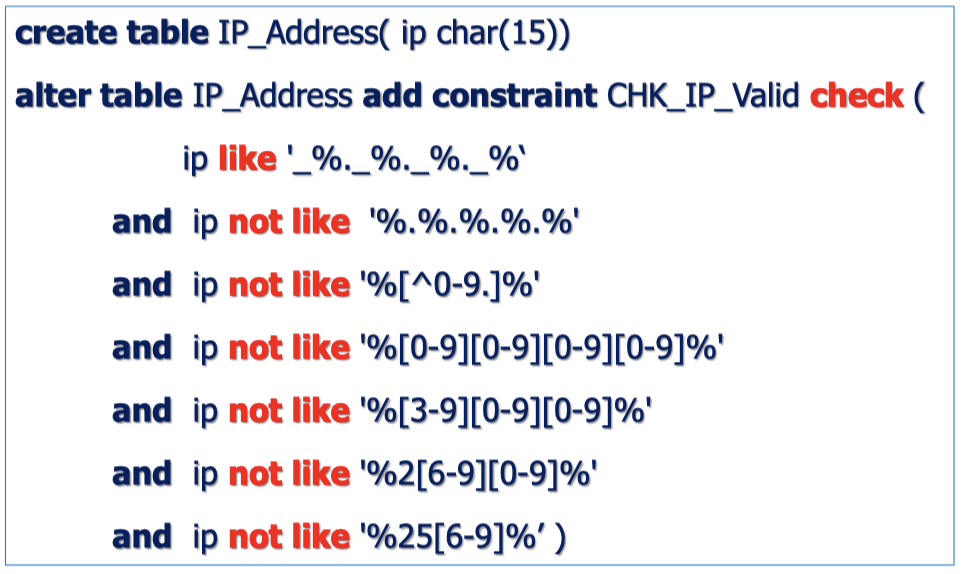 create table IP_Address( ip char(15))
alter table IP_Address add constraint CHK_IP_Valid check (
ip like '_%._%._%._%‘
and ip not like '%.%.%.%.%'
and ip not like '%[^0-9.]%'
and ip not like '%[0-9][0-9][0-9][0-9]%'
and ip not like '%[3-9][0-9][0-9]%'
and ip not like '%2[6-9][0-9]%'
and ip not like '%25[6-9]%’ )